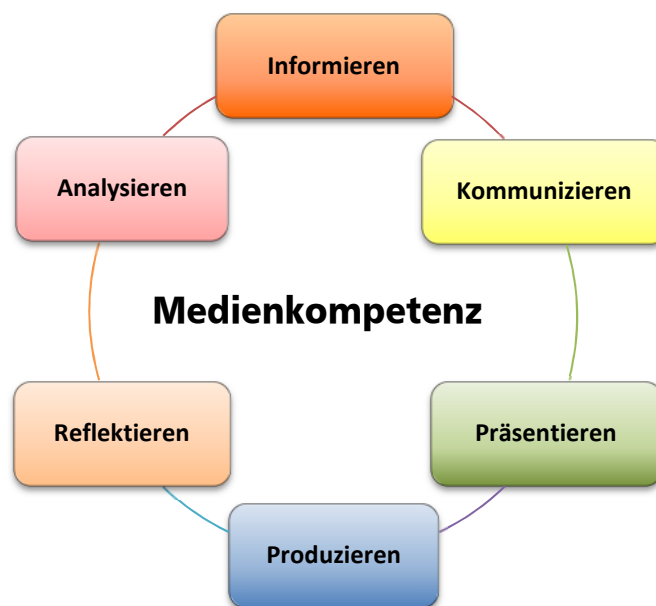 Informieren
Analysieren
Kommunizieren
Medienkompetenz
Reflektieren
Präsentieren
Produzieren